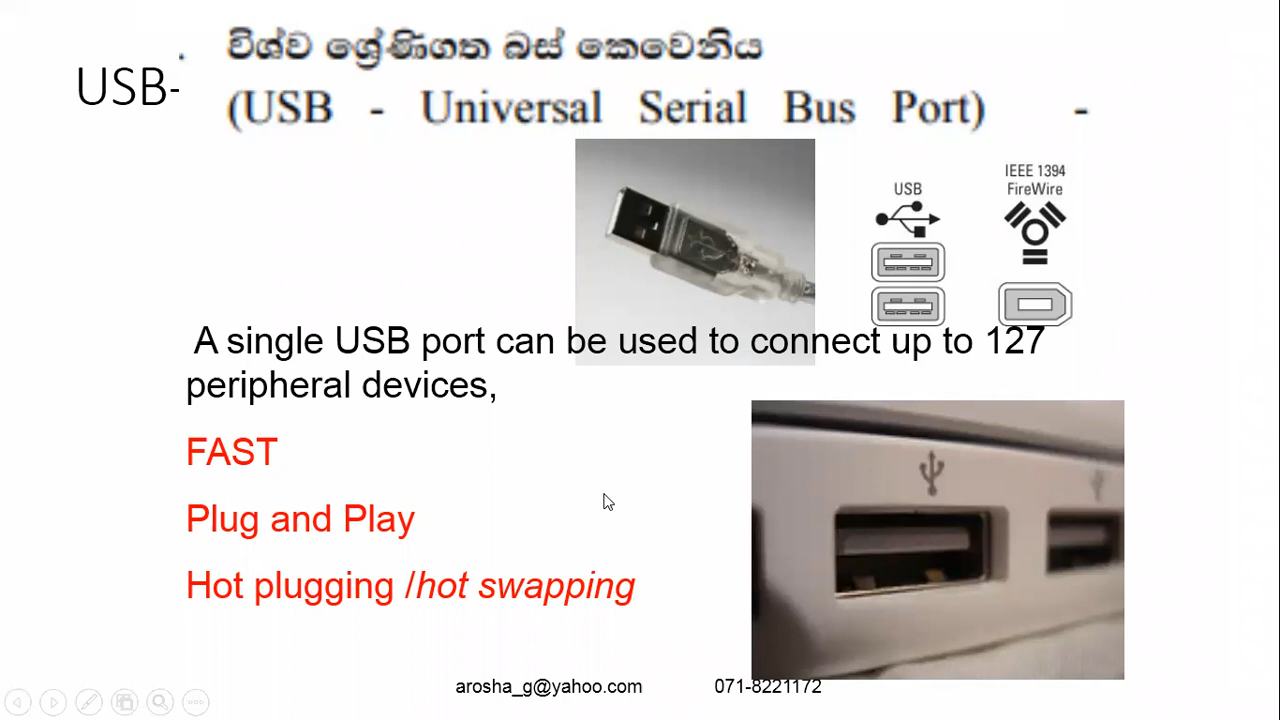 විශ්ව ශ්‍රේණිගත බස් කෙවෙනිය
USB-
(USB - Universal Serial Bus Port) -
IEEE 1394
USB FireWire
A single USB port can be used to connect up to 127
peripheral devices,
FAST
Plug and Play
Hot plugging /hot swapping
arosha_g@yahoo.com 071-8221172